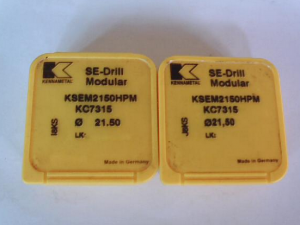 KENNAMETAL
SE-Drill
Modular
KSEM2150HPM
KC7315
Ø 21.50
LK:
Made in Germany
KENNAMETAL
SE-Drill
Modular
KSEM2150HPM
KC7315
Ø21,50
LK:
Made in Germany